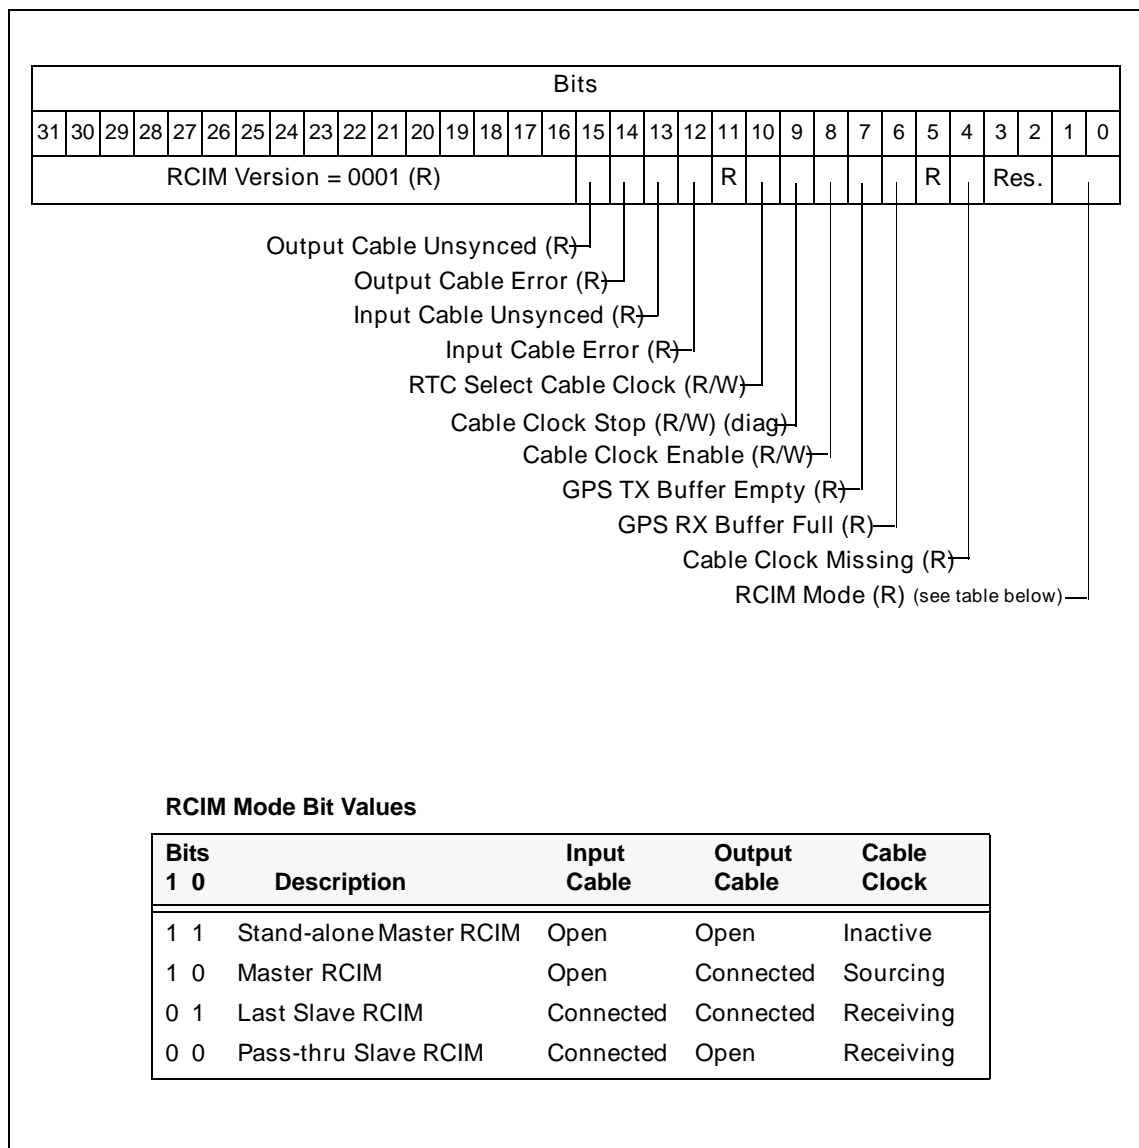 Bits
31 30 29 28 27 26 25 24 23 22 21 20 19 18 17 16 15 14 13 12 11 10 9 8 7 6 5 4 3 2 1 0
RCIM Version = 0001 (R) R R Res.
Output Cable Unsynced (R)
Output Cable Error (R)
Input Cable Unsynced (R)
Input Cable Error (R)
RTC Select Cable Clock (R/W)
Cable Clock Stop (R/W) (diag)
Cable Clock Enable (R/W)
GPS TX Buffer Empty (R)
GPS RX Buffer Full (R)
Cable Clock Missing (R)
RCIM Mode (R) (see table below)
RCIM Mode Bit Values
Bits Input Output Cable
1 0 Description Cable Cable Clock
1 1 Stand-alone Master RCIM Open Open Inactive
1 0 Master RCIM Open Connected Sourcing
0 1 Last Slave RCIM Connected Connected Receiving
0 0 Pass-thru Slave RCIM Connected Open Receiving